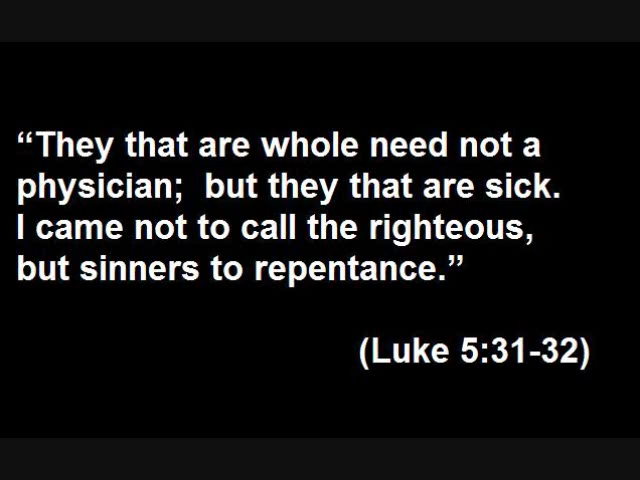 “They that are whole need not a
physician;  but they that are sick.
I came not to call the righteous,
but sinners to repentance.”
(Luke 5:31-32)